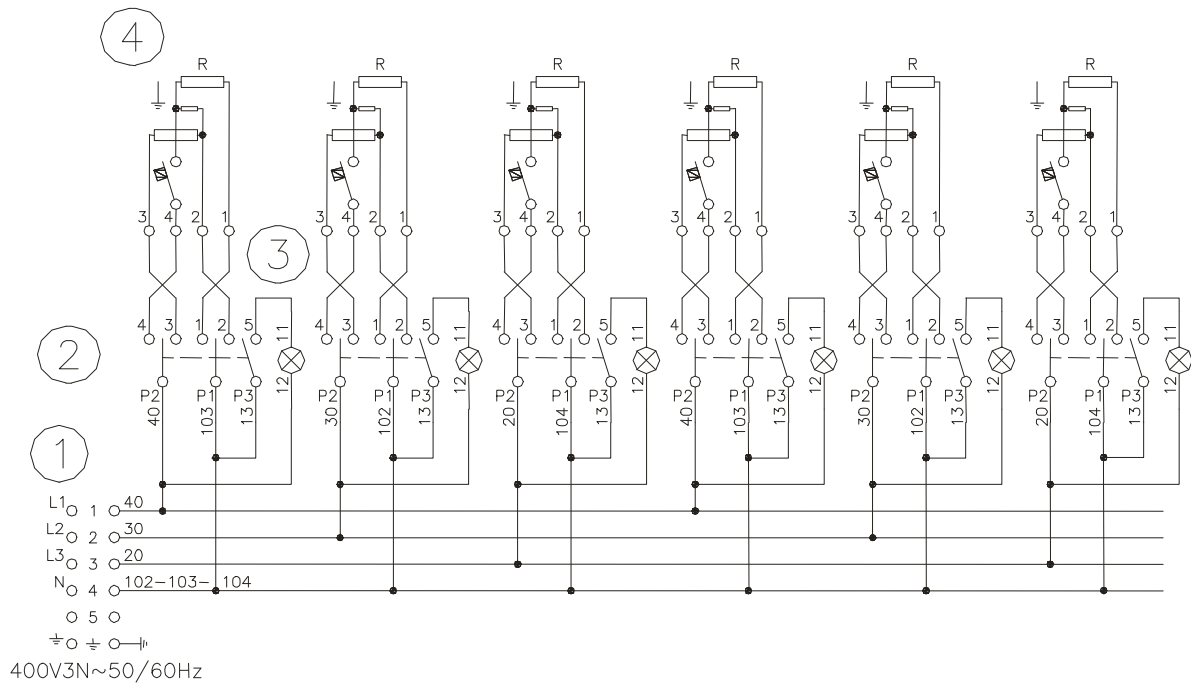 4
R R R R R R
3 4 2 1 3 4 2 1 3 4 2 1 3 4 2 1 3 4 2 1 3 4 2 1
3
4 3 1 2 5 11 4 3 1 2 5 11 4 3 1 2 5 11 4 3 1 2 5 11 4 3 1 2 5 11 4 3 1 2 5 11
2
12 12 12 12 12 12
P2 P1 P3 P2 P1 P3 P2 P1 P3 P2 P1 P3 P2 P1 P3 P2 P1 P3
40 103 13 30 102 13 20 104 13 40 103 13 30 102 13 20 104 13
1
L1 1 40
L2 2 30
L3 3 20
N 4 102-103- 104
5
400V3N~50/60Hz